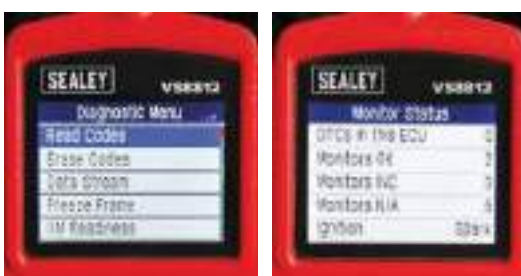 SEALEY
VS8812
Diagnostic Menu
Read Codes
Erase Codes
Data Stream
Freeze Frame
I/M Readiness
SEALEY
VS8812
Monitor Status
DTCs in this ECU
Monitors OK
Monitors INC
Monitors N/A
Ignition Spark